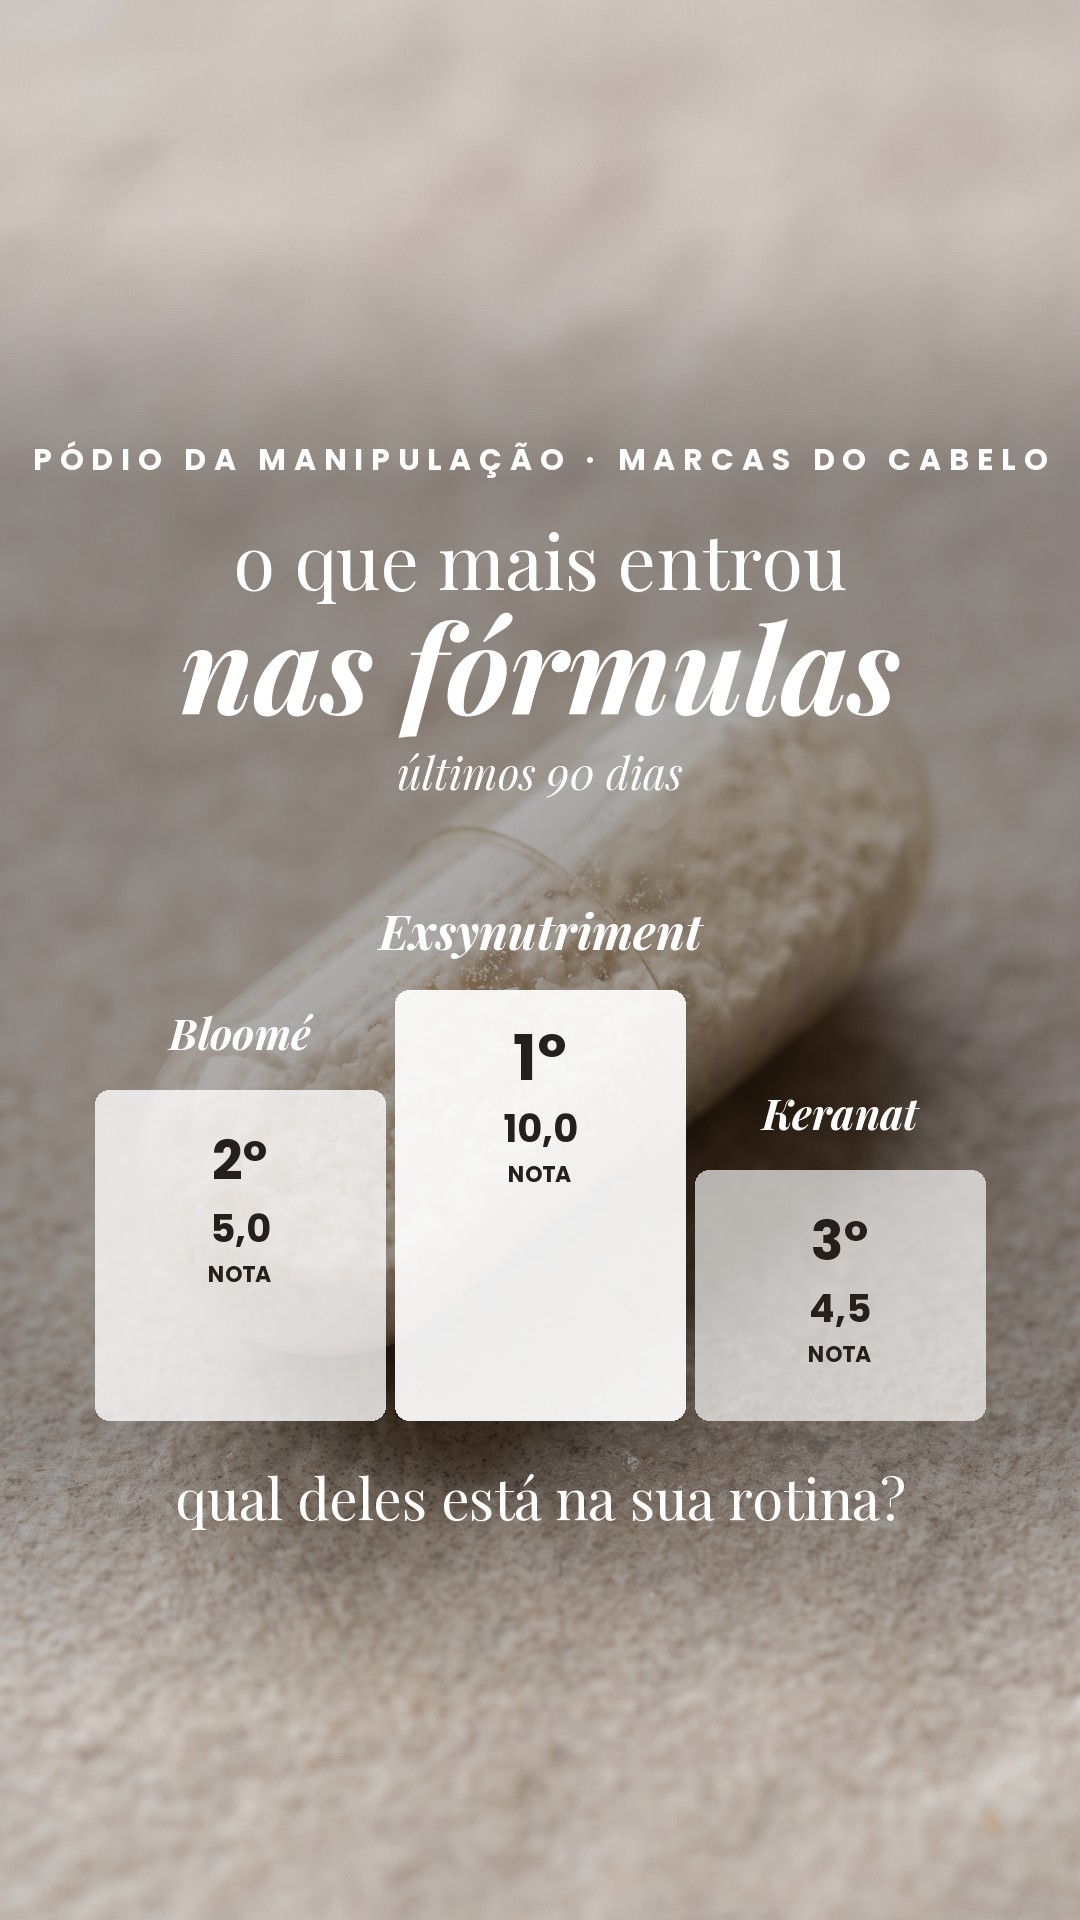 PÓDIO DA MANIPULAÇÃO · MARCAS DO CABELO
o que mais entrou
nas fórmulas
últimos 90 dias
Exsynutriment
1º
10,0
NOTA
Bloomé
2º
5,0
NOTA
Keranat
3º
4,5
NOTA
qual deles está na sua rotina?